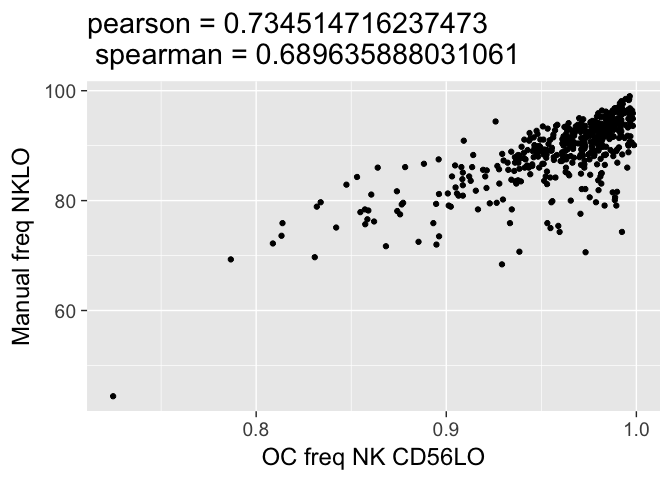 pearson = 0.734514716237473
spearman = 0.689635888031061
100
80
60
Manual freq NKLO
0.8
0.9
1.0
OC freq NK CD56LO